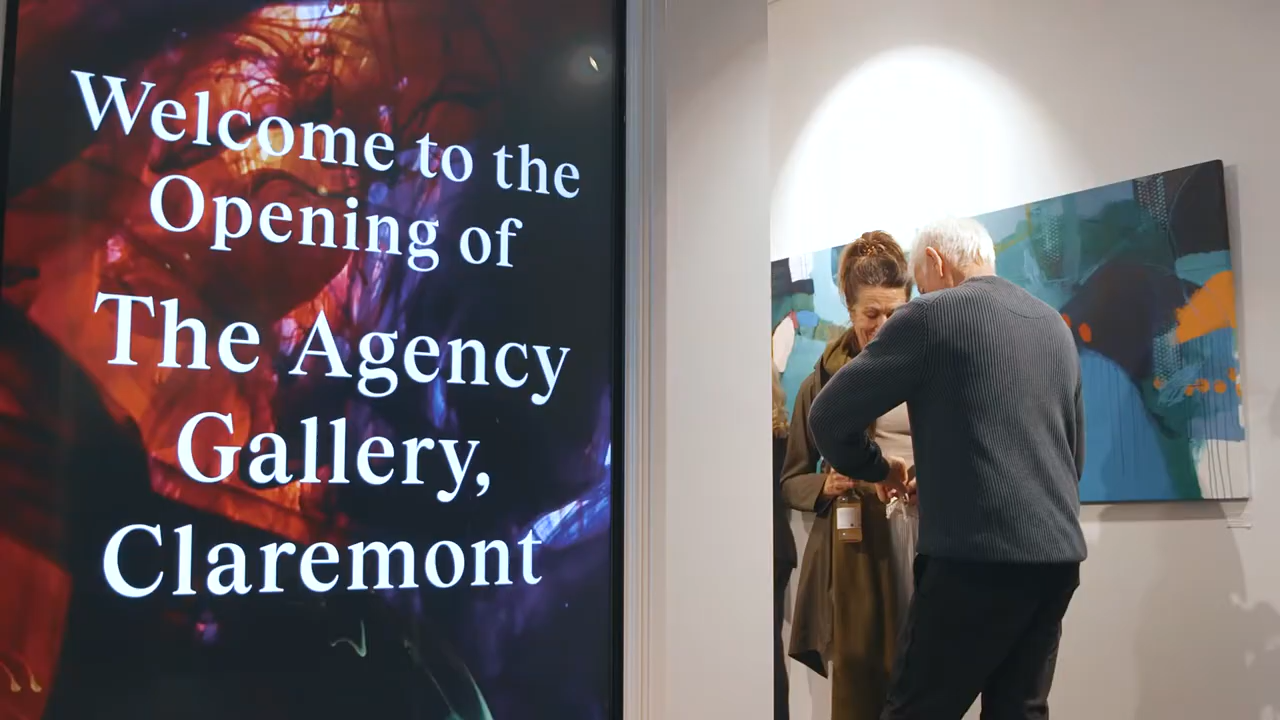 Welcome to the
Opening of
The Agency
Gallery,
Claremont